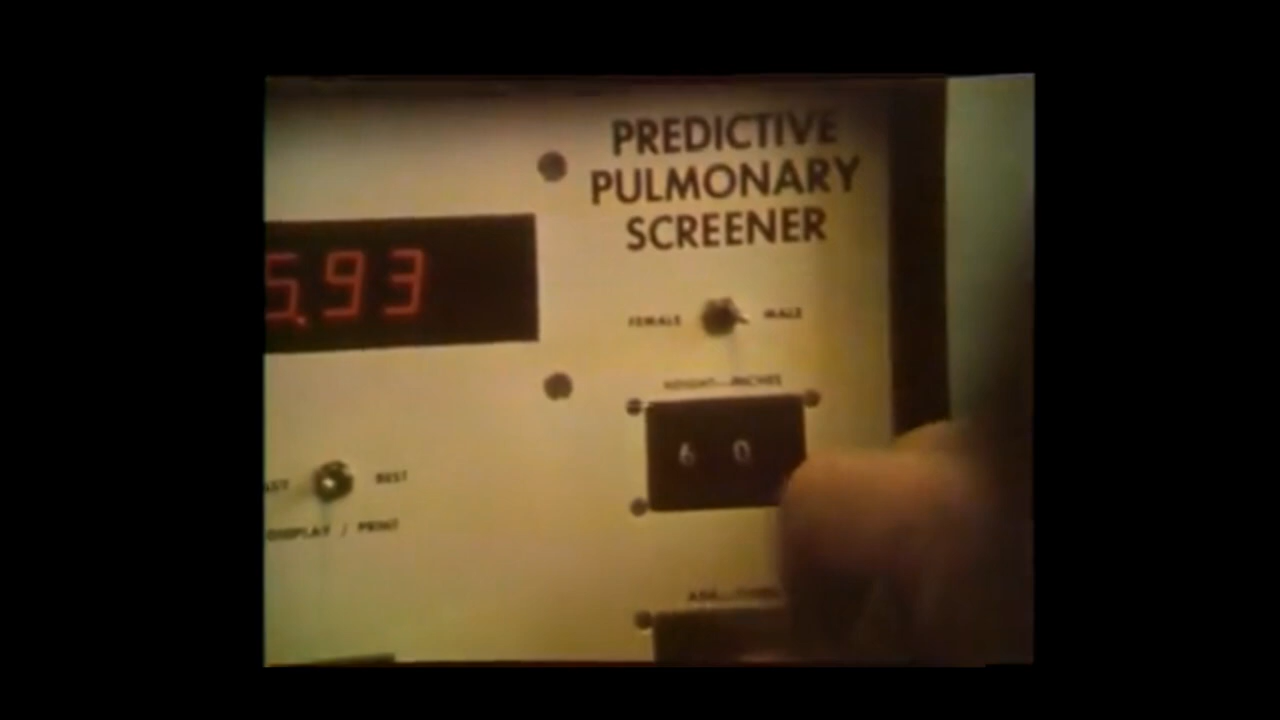 PREDICTIVE
PULMONARY
SCREENER
5.93
FEMALE MALE
HEIGHT—INCHES
6 0
BEST
DISPLAY / PRINT